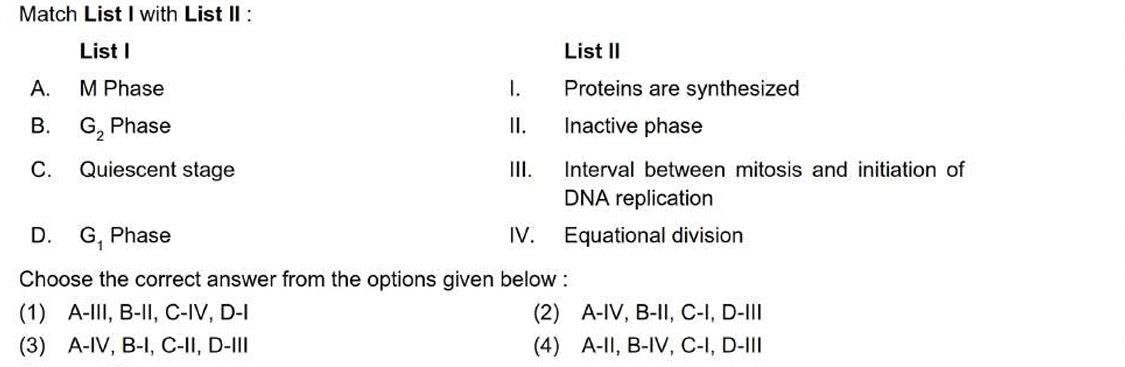 Match List I with List II :
List I List II
A. M Phase I. Proteins are synthesized
B. G₂ Phase II. Inactive phase
C. Quiescent stage III. Interval between mitosis and initiation of
DNA replication
D. G₁ Phase IV. Equational division
Choose the correct answer from the options given below :
(1) A-III, B-II, C-IV, D-I (2) A-IV, B-II, C-I, D-III
(3) A-IV, B-I, C-II, D-III (4) A-II, B-IV, C-I, D-III